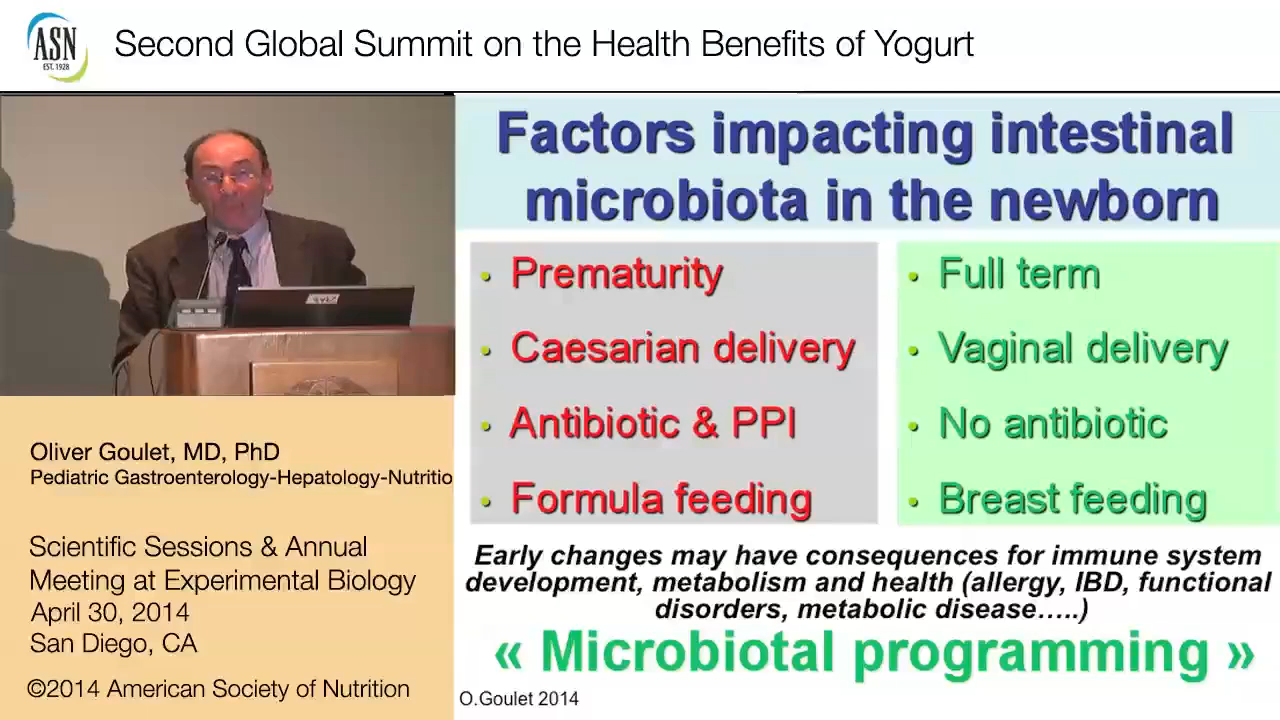 ASN
EST. 1928
Second Global Summit on the Health Benefits of Yogurt
Oliver Goulet, MD, PhD
Pediatric Gastroenterology-Hepatology-Nutritio
Scientific Sessions & Annual
Meeting at Experimental Biology
April 30, 2014
San Diego, CA
©2014 American Society of Nutrition
Factors impacting intestinal
microbiota in the newborn
• Prematurity
• Caesarian delivery
• Antibiotic & PPI
• Formula feeding
• Full term
• Vaginal delivery
• No antibiotic
• Breast feeding
Early changes may have consequences for immune system
development, metabolism and health (allergy, IBD, functional
disorders, metabolic disease…..)
« Microbiotal programming »
O.Goulet 2014